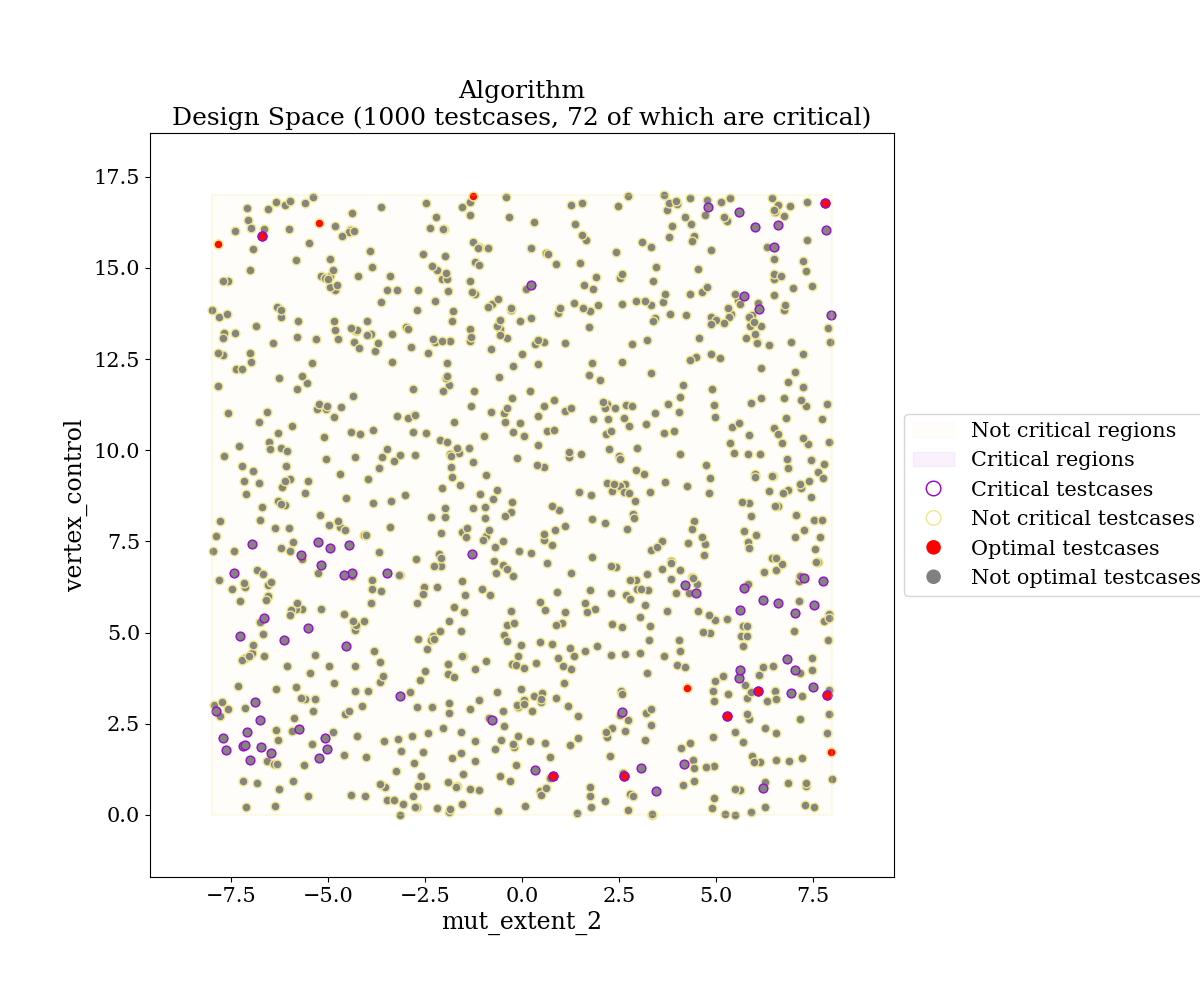 Algorithm
Design Space (1000 testcases, 72 of which are critical)
17.5
15.0
12.5
10.0
7.5
5.0
2.5
0.0
vertex_control
−7.5
−5.0
−2.5
0.0
2.5
5.0
7.5
mut_extent_2
Not critical regions
Critical regions
Critical testcases
Not critical testcases
Optimal testcases
Not optimal testcases